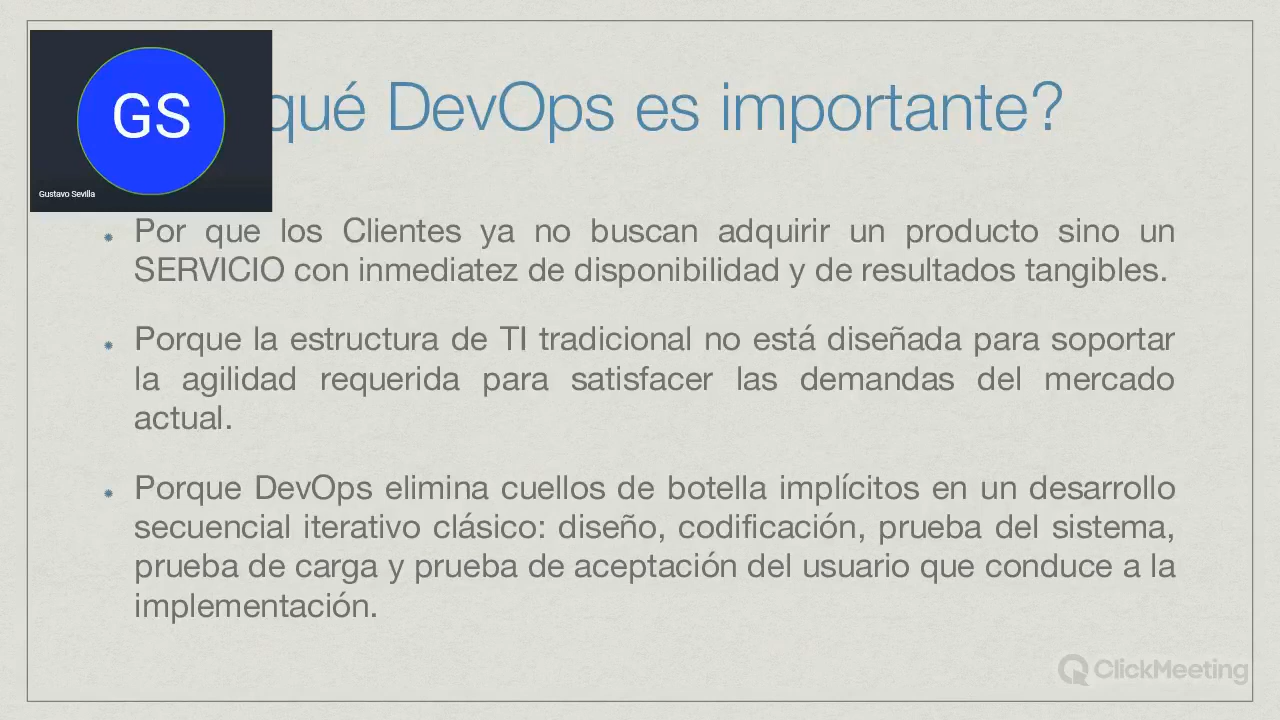 GS
Gustavo Sevilla
qué DevOps es importante?
Por que los Clientes ya no buscan adquirir un producto sino un
SERVICIO con inmediatez de disponibilidad y de resultados tangibles.
Porque la estructura de TI tradicional no está diseñada para soportar
la agilidad requerida para satisfacer las demandas del mercado
actual.
Porque DevOps elimina cuellos de botella implícitos en un desarrollo
secuencial iterativo clásico: diseño, codificación, prueba del sistema,
prueba de carga y prueba de aceptación del usuario que conduce a la
implementación.
ClickMeeting